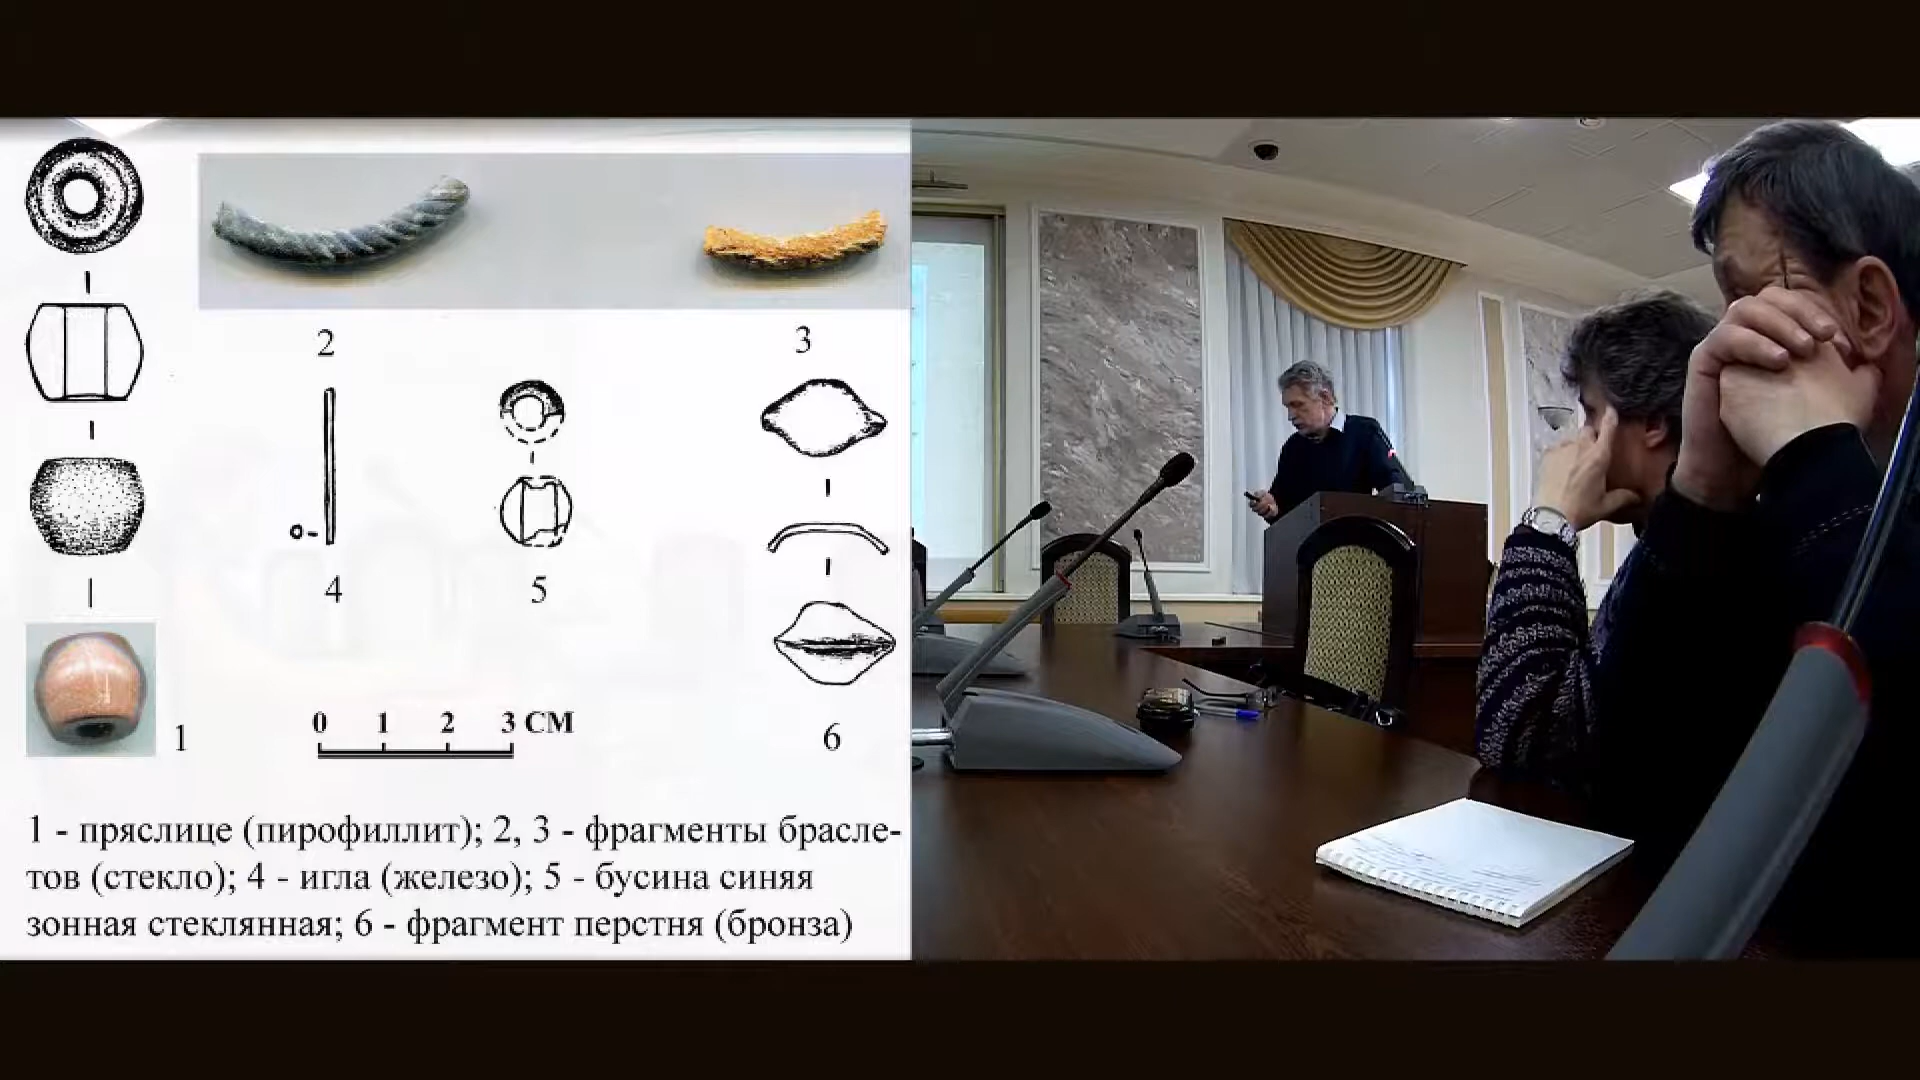 2
3
4
5
0 1 2 3 СМ
1
6
1 - пряслице (пирофиллит); 2, 3 - фрагменты брасле-
тов (стекло); 4 - игла (железо); 5 - бусина синяя
зонная стеклянная; 6 - фрагмент перстня (бронза)